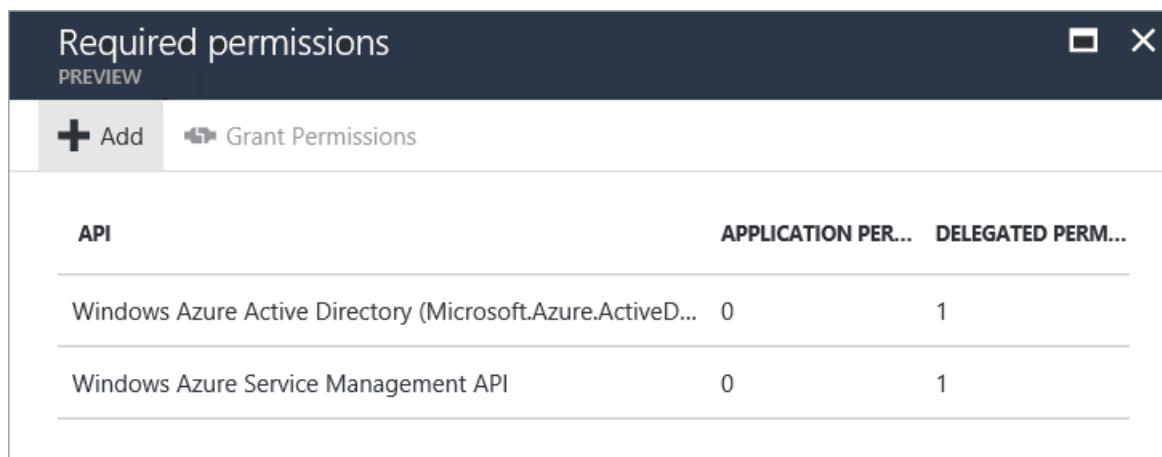 Required permissions
PREVIEW
Add Grant Permissions
API APPLICATION PER... DELEGATED PERM...
Windows Azure Active Directory (Microsoft.Azure.ActiveD... 0 1
Windows Azure Service Management API 0 1